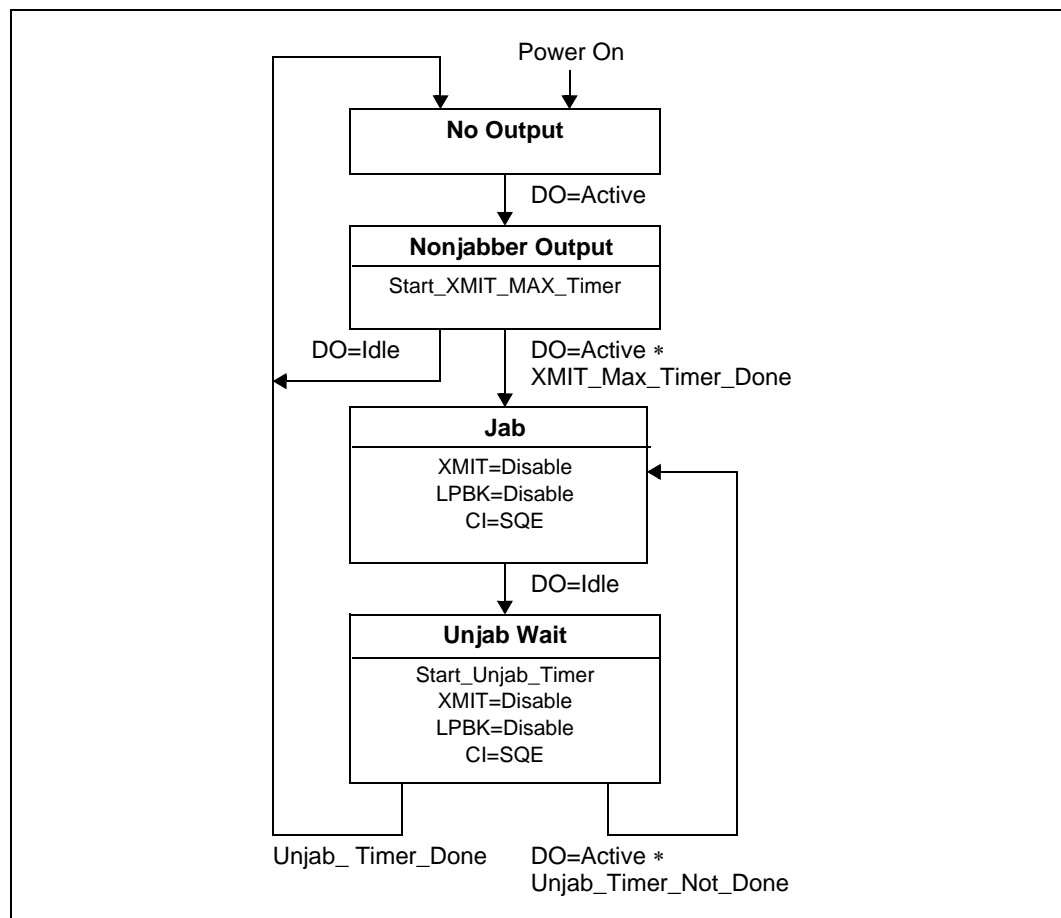 Power On
No Output
DO=Active
Nonjabber Output
Start_XMIT_MAX_Timer
DO=Idle
DO=Active *
XMIT_Max_Timer_Done
Jab
XMIT=Disable
LPBK=Disable
CI=SQE
DO=Idle
Unjab Wait
Start_Unjab_Timer
XMIT=Disable
LPBK=Disable
CI=SQE
Unjab_ Timer_Done
DO=Active *
Unjab_Timer_Not_Done